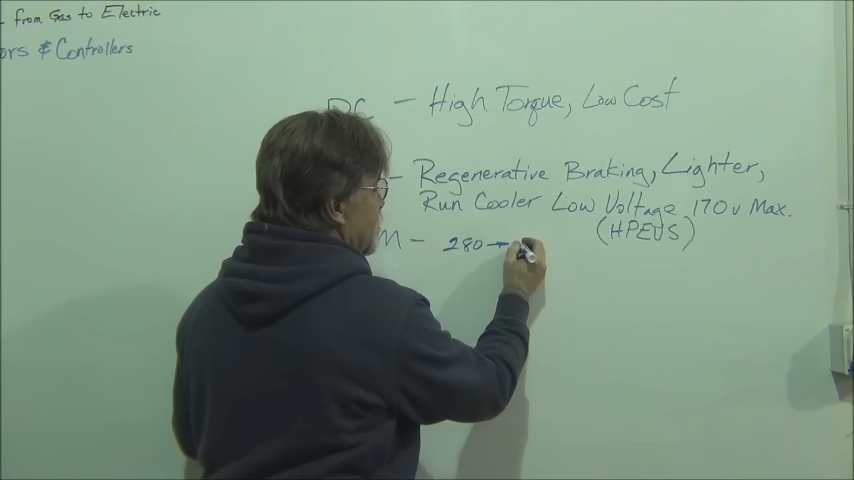 from Gas to Electric
ors & Controllers
DC - High Torque, Low Cost
- Regenerative Braking, Lighter,
Run Cooler Low Voltage 170v Max.
(HPEVS)
M - 280-